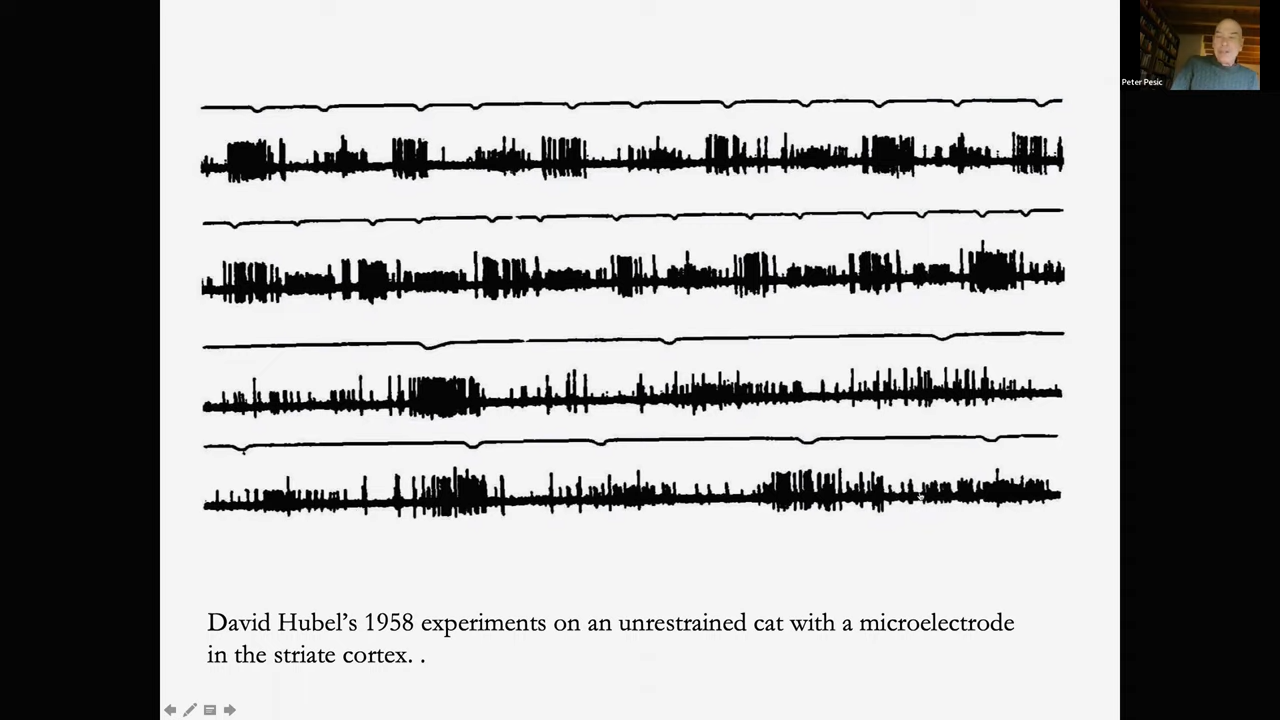 Peter Pesic
David Hubel’s 1958 experiments on an unrestrained cat with a microelectrode
in the striate cortex. .